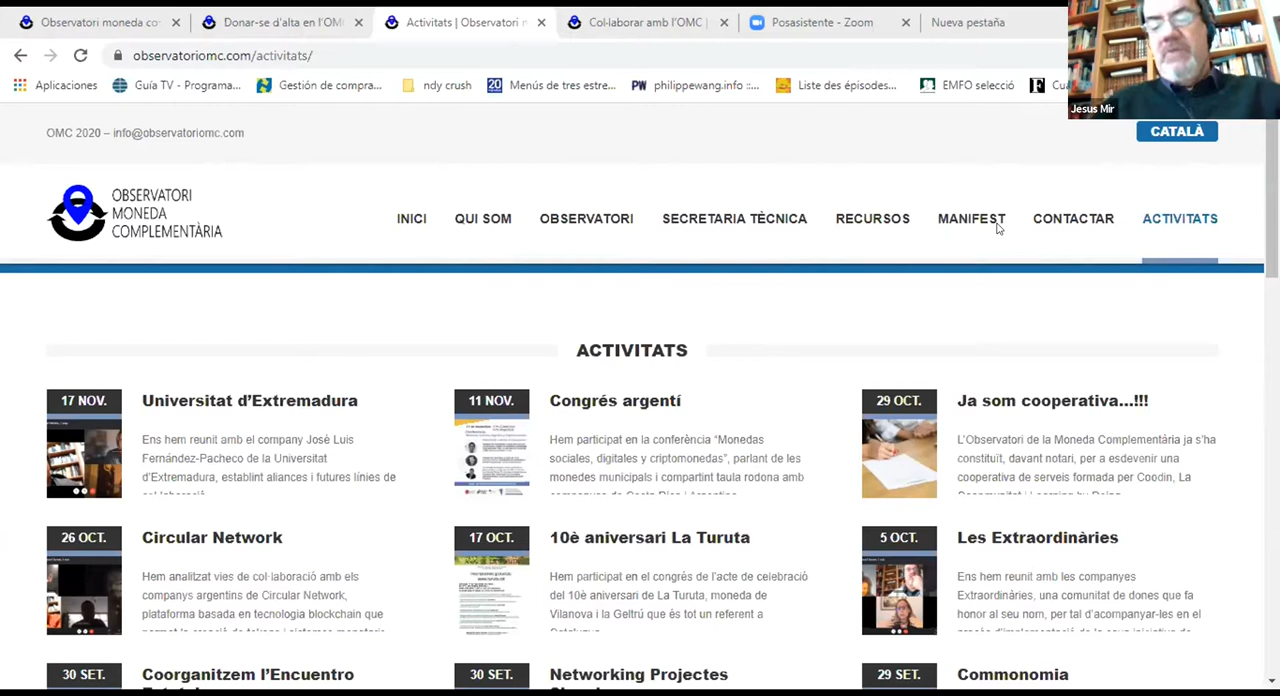 Observatori moneda co
Donar-se d'alta en l'OM
Activitats | Observatori
Col·laborar amb l'OMC |
Posasistente - Zoom
Nueva pestaña
observatoriomc.com/activitats/
Aplicaciones
Guía TV - Programa...
Gestión de compra...
ndy crush
Menús de tres estre...
philippewang.info ::...
Liste des épisodes...
EMFO selecció
Jesus Mir
OMC 2020 – info@observatoriomc.com
CATALÀ
OBSERVATORI
MONEDA
COMPLEMENTÀRIA
INICI QUI SOM OBSERVATORI SECRETARIA TÈCNICA RECURSOS MANIFEST CONTACTAR ACTIVITATS
ACTIVITATS
17 NOV.
Universitat d'Extremadura
Ens hem reunit amb el company José Luis
Fernández-Pacheco de la Universitat
d'Extremadura, establint aliances i futures línies de
11 NOV.
Congrés argentí
Hem participat en la conferència “Monedas
sociales, digitales y criptomonedas”, parlant de les
monedes municipals i compartint taula rodona amb
29 OCT.
Ja som cooperativa...!!!
L'Observatori de la Moneda Complementària ja s'ha
constituït, davant notari, per a esdevenir una
cooperativa de serveis formada per Coodin, La
26 OCT.
Circular Network
Hem analitzat vies de col·laboració amb els
companys suïssos de Circular Network,
plataforma basada en tecnologia blockchain que
17 OCT.
10è aniversari La Turuta
Hem participat en el congrés de l'acte de celebració
del 10è aniversari La Turuta, moneda de
Vilanova i la Geltrú que és tot un referent a
5 OCT.
Les Extraordinàries
Ens hem reunit amb les companyes
Extraordinàries, una comunitat de dones que fa
honor al seu nom, per tal d'acompanyar-les en el
30 SET.
Coorganitzem l'Encuentro
30 SET.
Networking Projectes
29 SET.
Commonomia